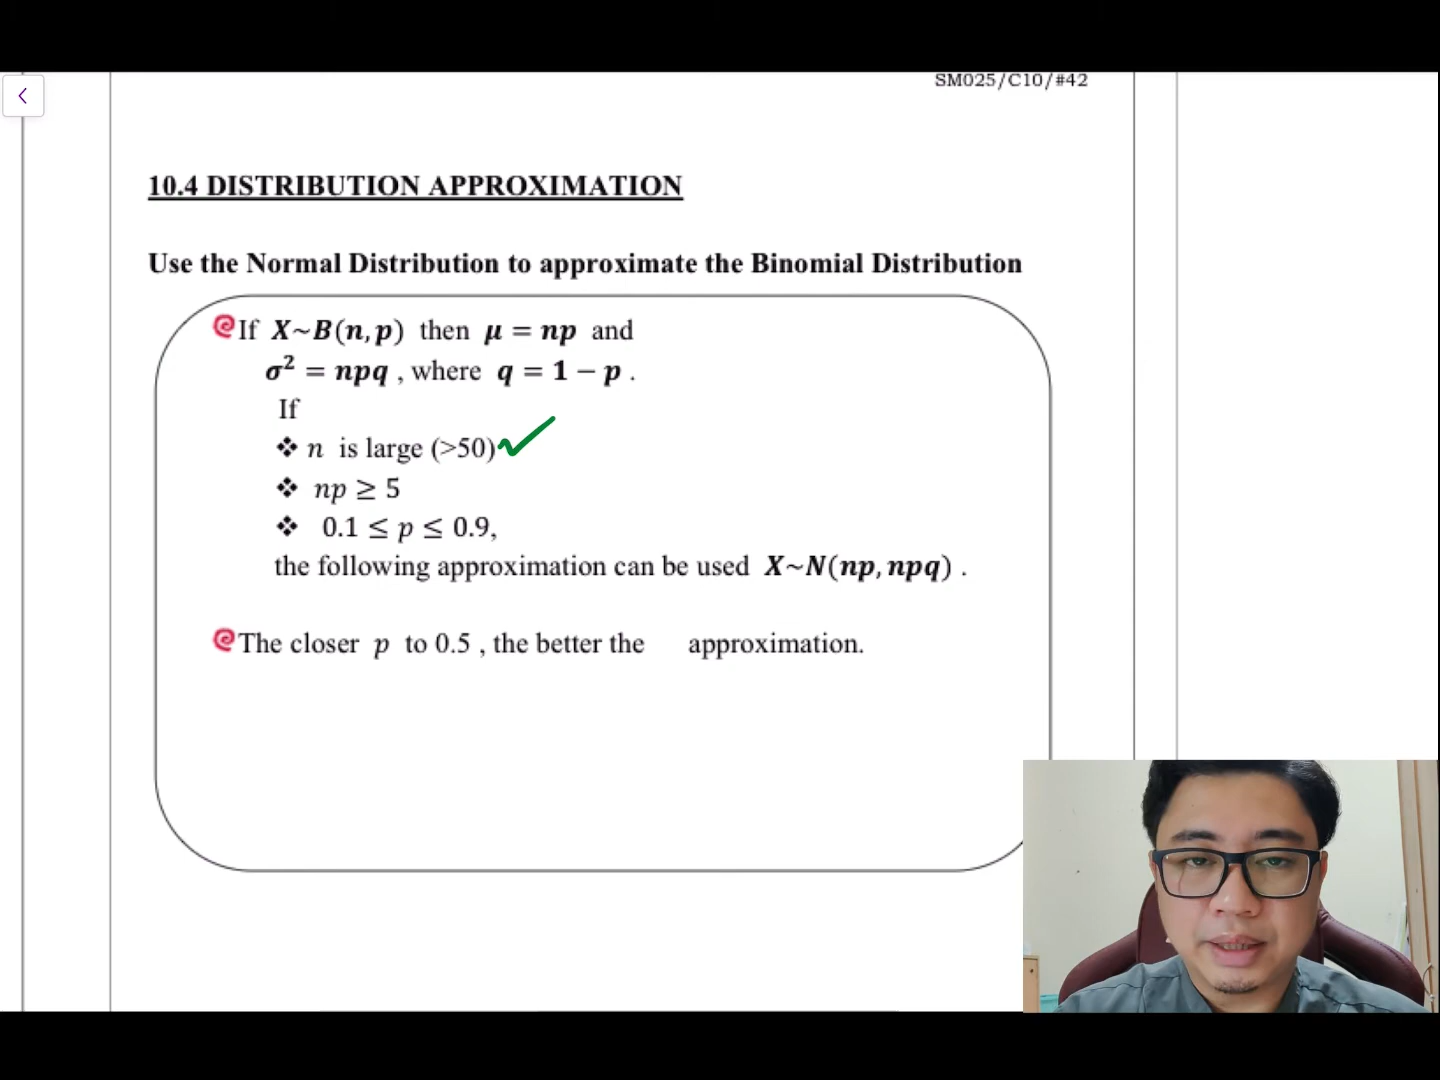 SM025/C10/#42
10.4 DISTRIBUTION APPROXIMATION
Use the Normal Distribution to approximate the Binomial Distribution
If X~B(n, p) then μ = np and
σ² = npq , where q = 1 − p .
If
❖ n is large (>50)
❖ np ≥ 5
❖ 0.1 ≤ p ≤ 0.9,
the following approximation can be used X~N(np, npq) .
The closer p to 0.5 , the better the approximation.